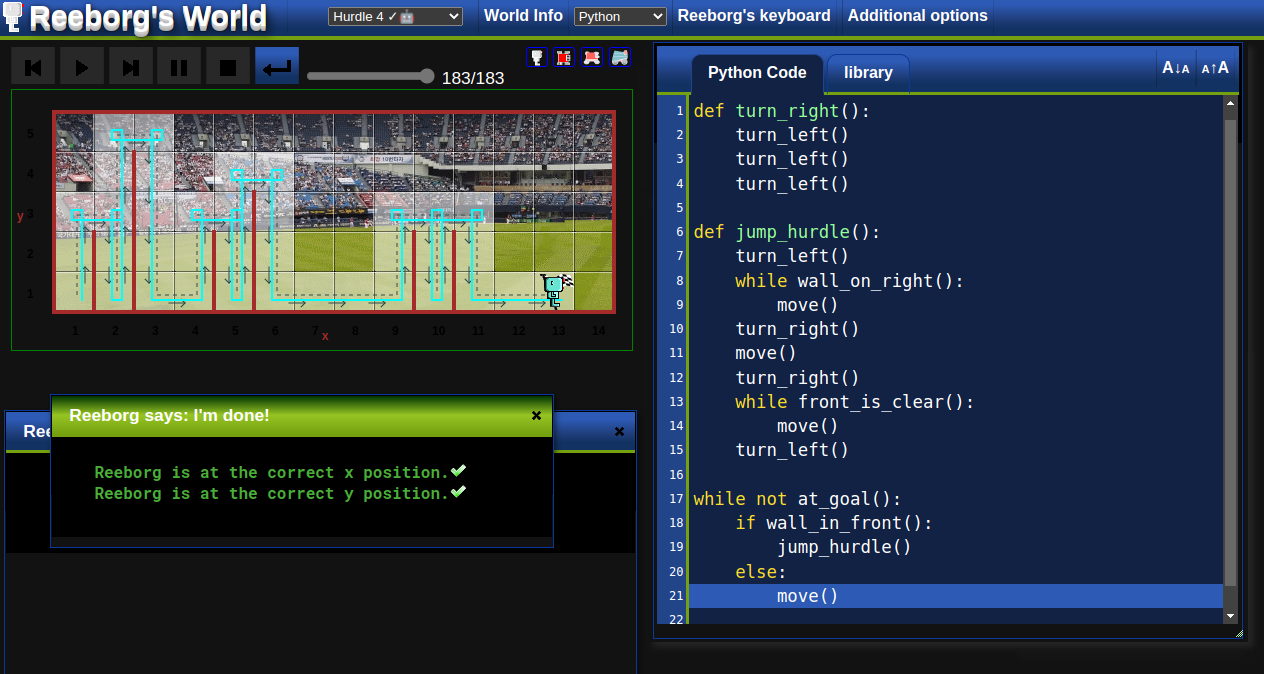 Reeborg's World
Hurdle 4 ✓🤖
World Info
Python
Reeborg's keyboard
Additional options
183/183
5
4
3
2
1
y
1 2 3 4 5 6 7 8 9 10 11 12 13 14
x
Ree
Reeborg says: I'm done!
Reeborg is at the correct x position.✔
Reeborg is at the correct y position.✔
Python Code
library
A↓A A↑A
1 def turn_right():
2     turn_left()
3     turn_left()
4     turn_left()
5
6 def jump_hurdle():
7     turn_left()
8     while wall_on_right():
9         move()
10     turn_right()
11     move()
12     turn_right()
13     while front_is_clear():
14         move()
15     turn_left()
16
17 while not at_goal():
18     if wall_in_front():
19         jump_hurdle()
20     else:
21         move()
22